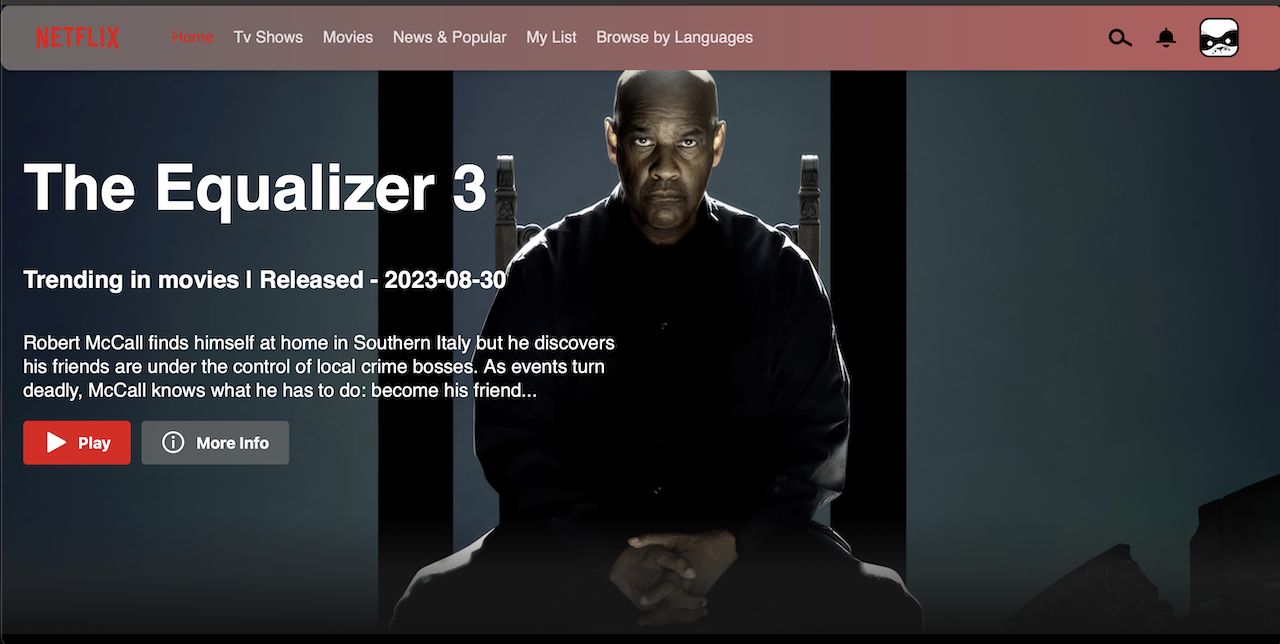 NETFLIX Home Tv Shows Movies News & Popular My List Browse by Languages
The Equalizer 3
Trending in movies | Released - 2023-08-30
Robert McCall finds himself at home in Southern Italy but he discovers
his friends are under the control of local crime bosses. As events turn
deadly, McCall knows what he has to do: become his friend...
Play More Info